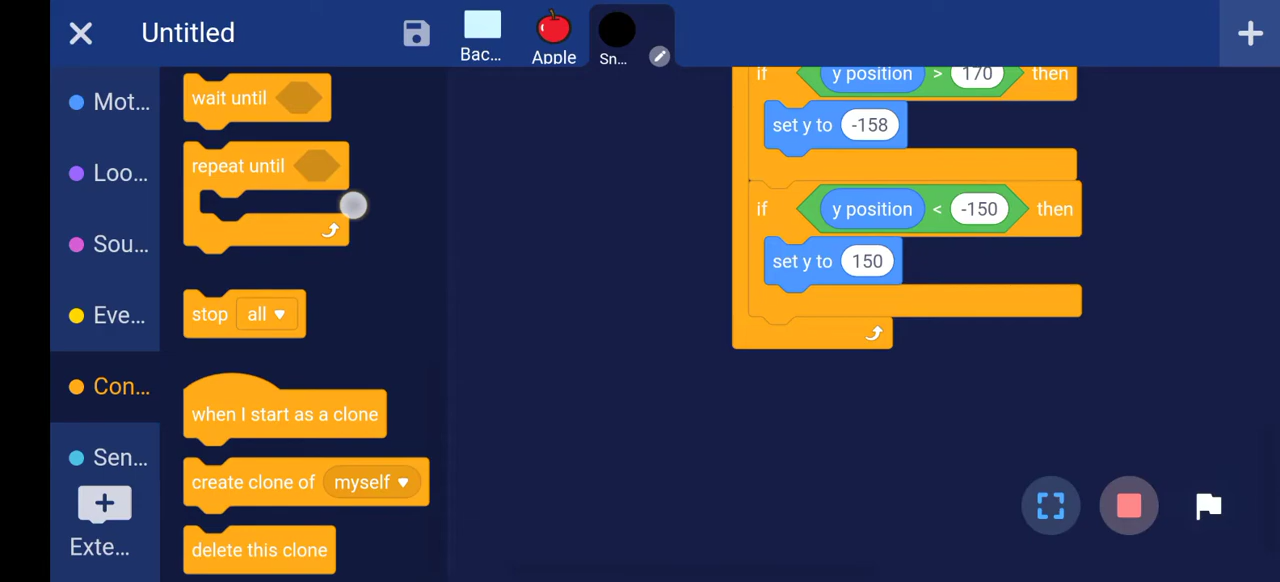 Untitled
Bac...
Apple
Sn...
Mot...
Loo...
Sou...
Eve...
Con...
Sen...
Exte...
wait until
repeat until
stop all
when I start as a clone
create clone of myself
delete this clone
if y position > 170 then
set y to -158
if y position < -150 then
set y to 150